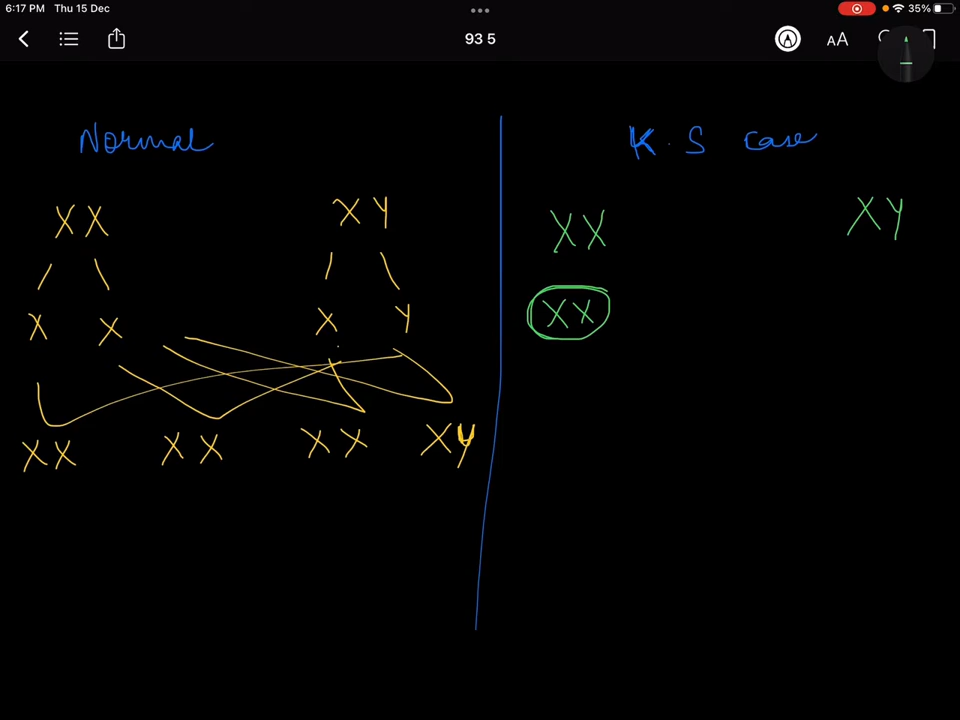 6:17 PM Thu 15 Dec
35%
93 5
AA
Normal
K.S case
XX XY
XX XY
X X X Y
XX
XX XX XX XY